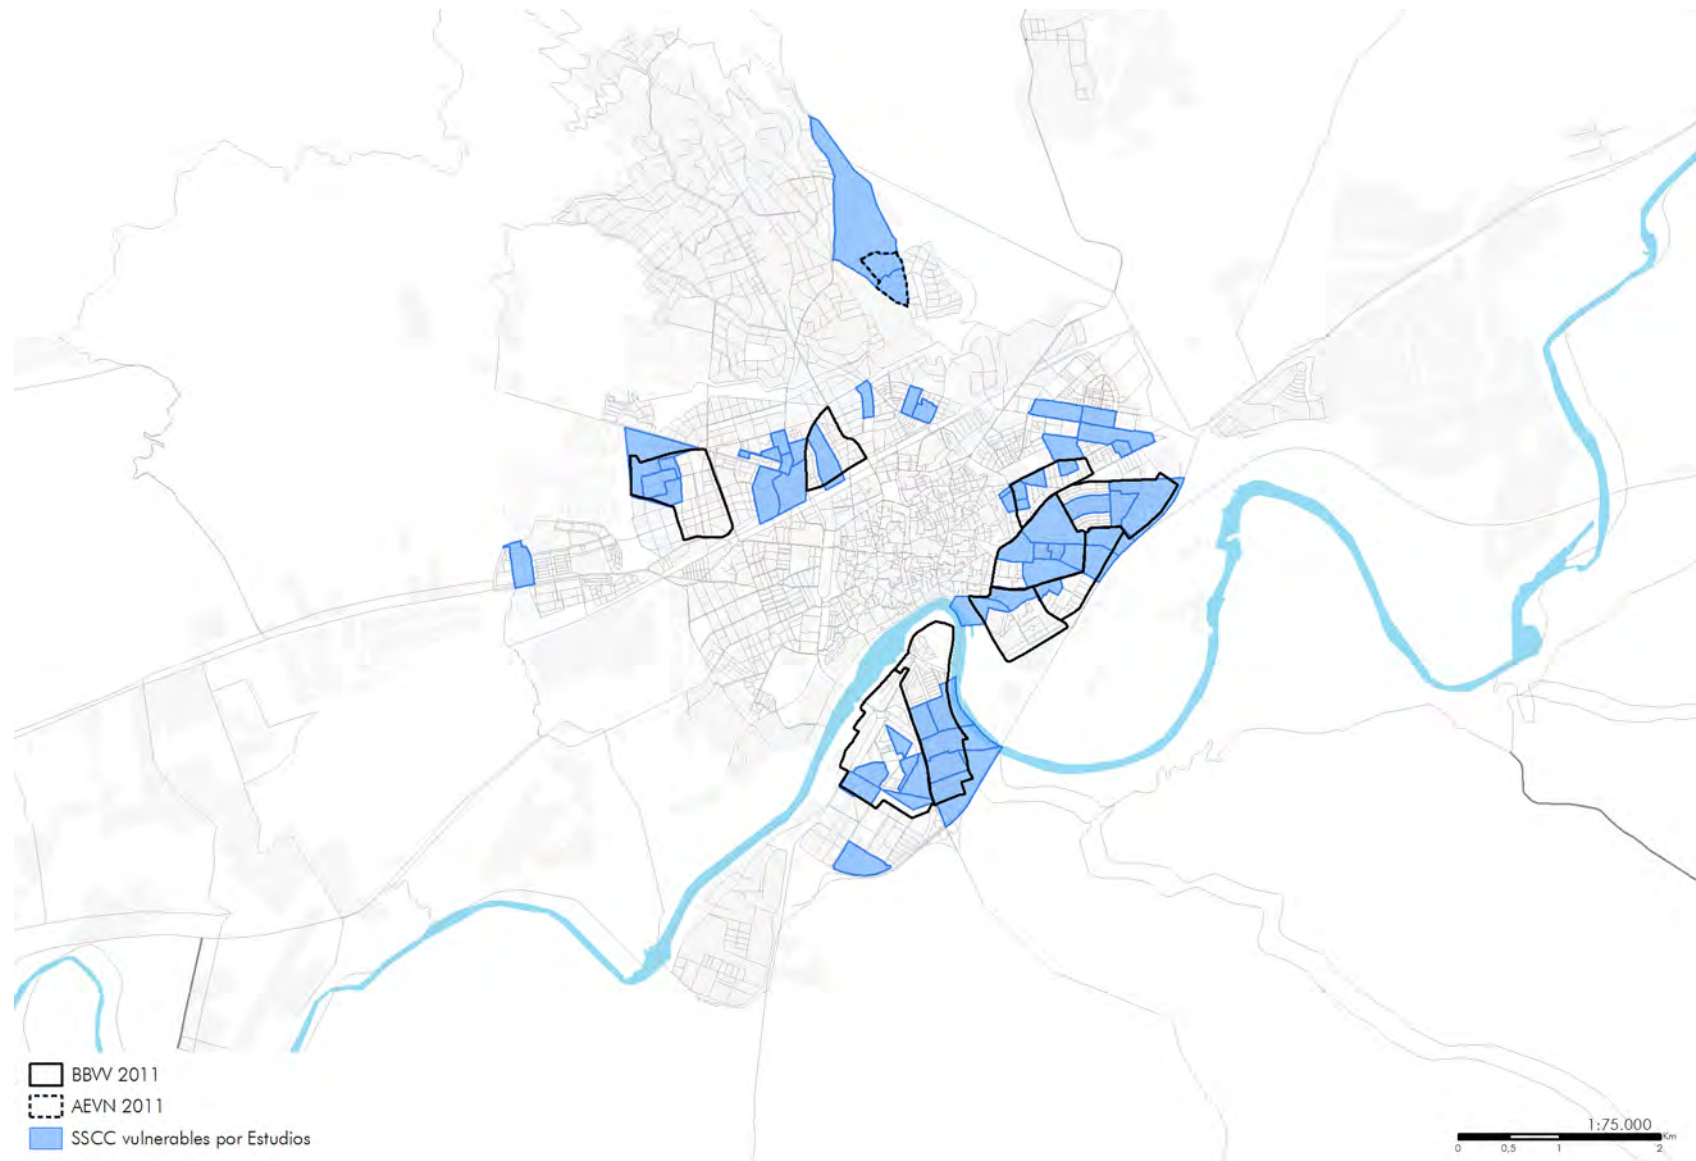 BBVV 2011
AEVN 2011
SSCC vulnerables por Estudios
1:75.000
Km
0 0,5 1 2